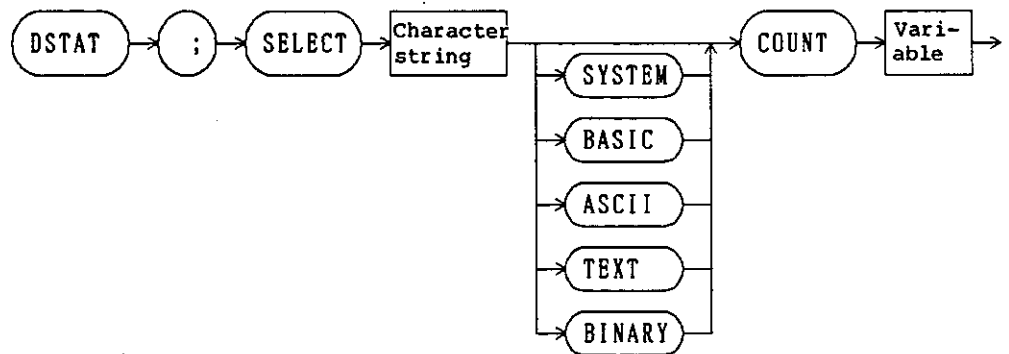 DSTAT ; SELECT Character string COUNT Vari- able
SYSTEM
BASIC
ASCII
TEXT
BINARY